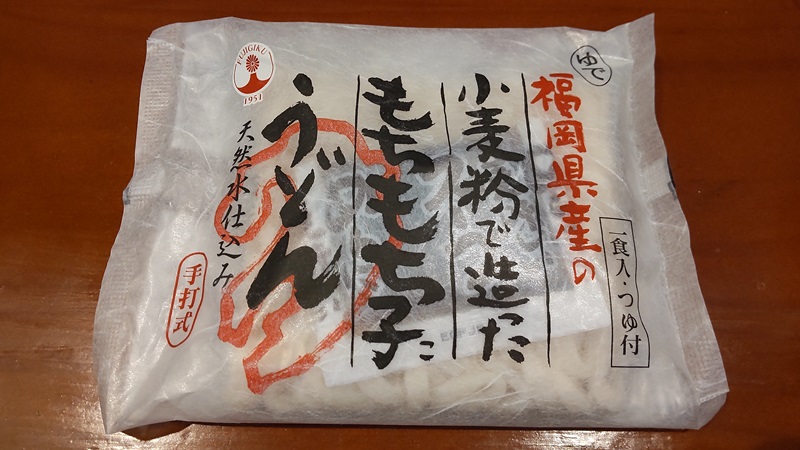 ゆで
福岡県産の
小麦粉で造った
もちもち子に
うどん
天然水仕込み
手打式
一食入・つゆ付
FUJIGIKU
1951